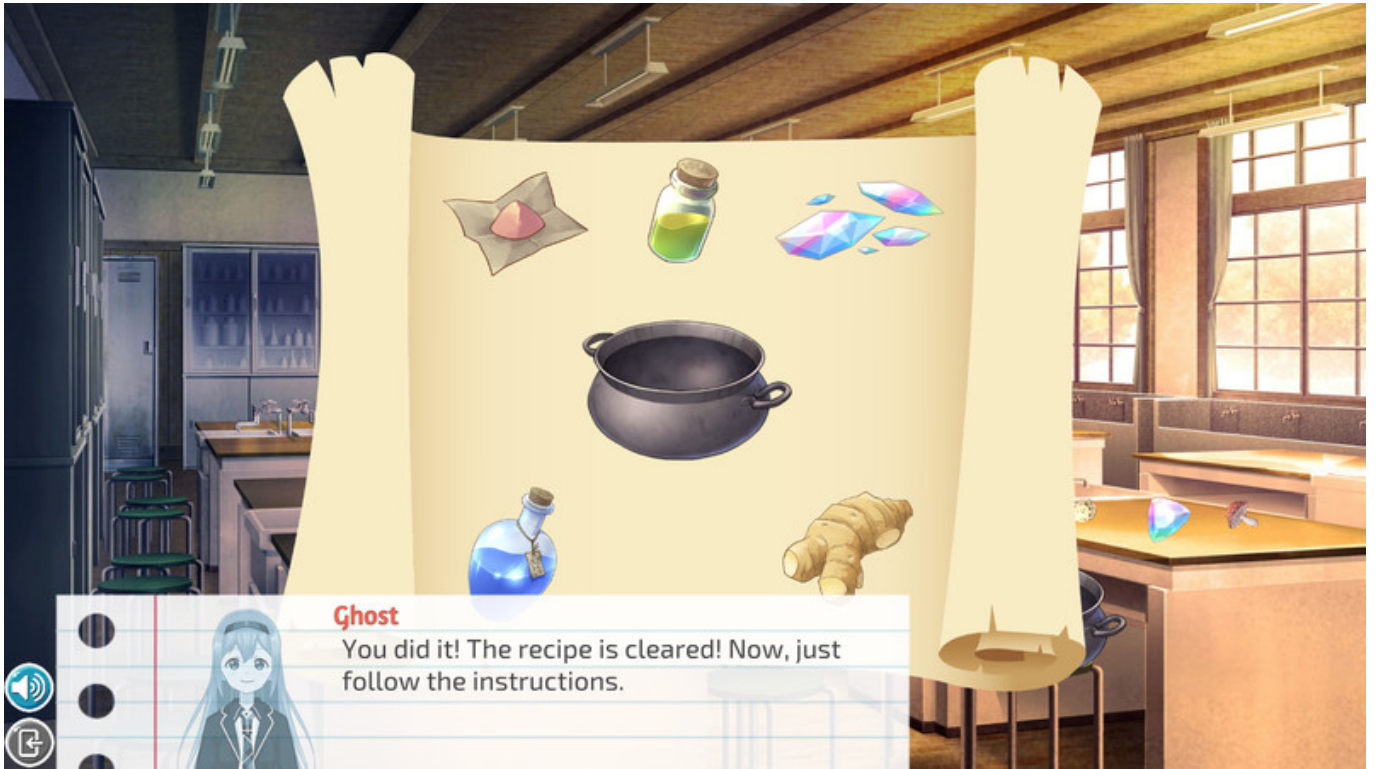 Ghost
You did it! The recipe is cleared! Now, just
follow the instructions.